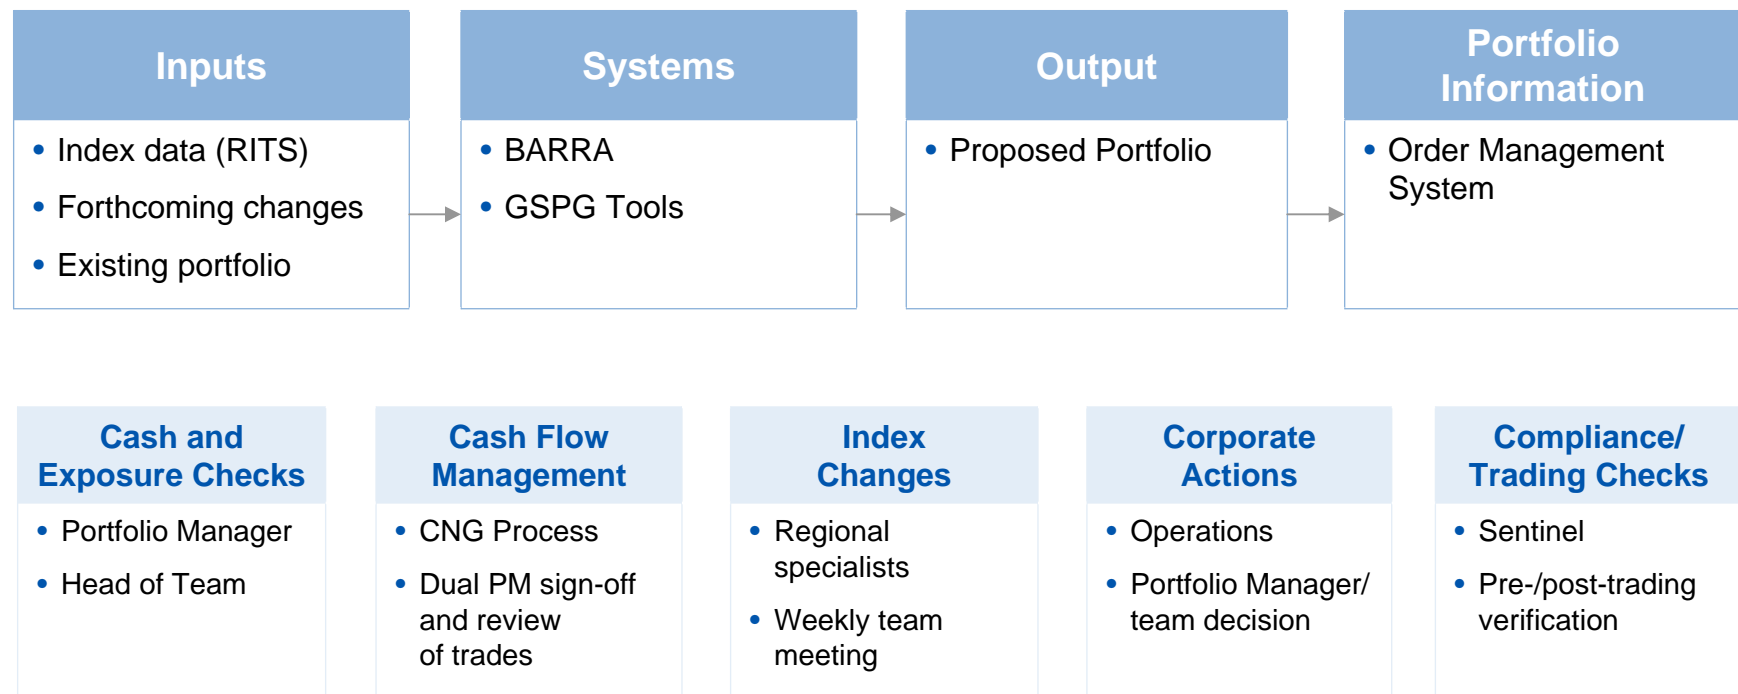 Inputs
• Index data (RITS)
• Forthcoming changes
• Existing portfolio
Systems
• BARRA
• GSPG Tools
Output
• Proposed Portfolio
Portfolio
Information
• Order Management
System
Cash and
Exposure Checks
• Portfolio Manager
• Head of Team
Cash Flow
Management
• CNG Process
• Dual PM sign-off
and review
of trades
Index
Changes
• Regional
specialists
• Weekly team
meeting
Corporate
Actions
• Operations
• Portfolio Manager/
team decision
Compliance/
Trading Checks
• Sentinel
• Pre-/post-trading
verification